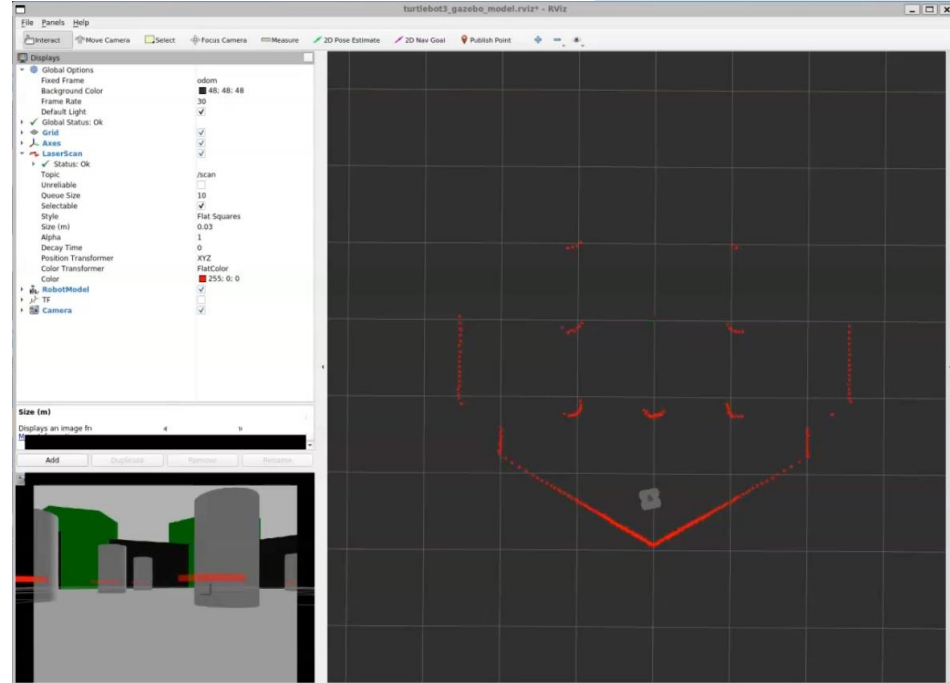 turtlebot3_gazebo_model.rviz* - RViz
File Panels Help
Interact Move Camera Select Focus Camera Measure 2D Pose Estimate 2D Nav Goal Publish Point
Displays
Global Options
Fixed Frame odom
Background Color 48; 48; 48
Frame Rate 30
Default Light
Global Status: Ok
Grid
Axes
LaserScan
Status: Ok
Topic /scan
Unreliable
Queue Size 10
Selectable
Style Flat Squares
Size (m) 0.03
Alpha 1
Decay Time 0
Position Transformer XYZ
Color Transformer FlatColor
Color 255; 0; 0
RobotModel
TF
Camera
Size (m)
Displays an image fn
Add Duplicate Remove Rename